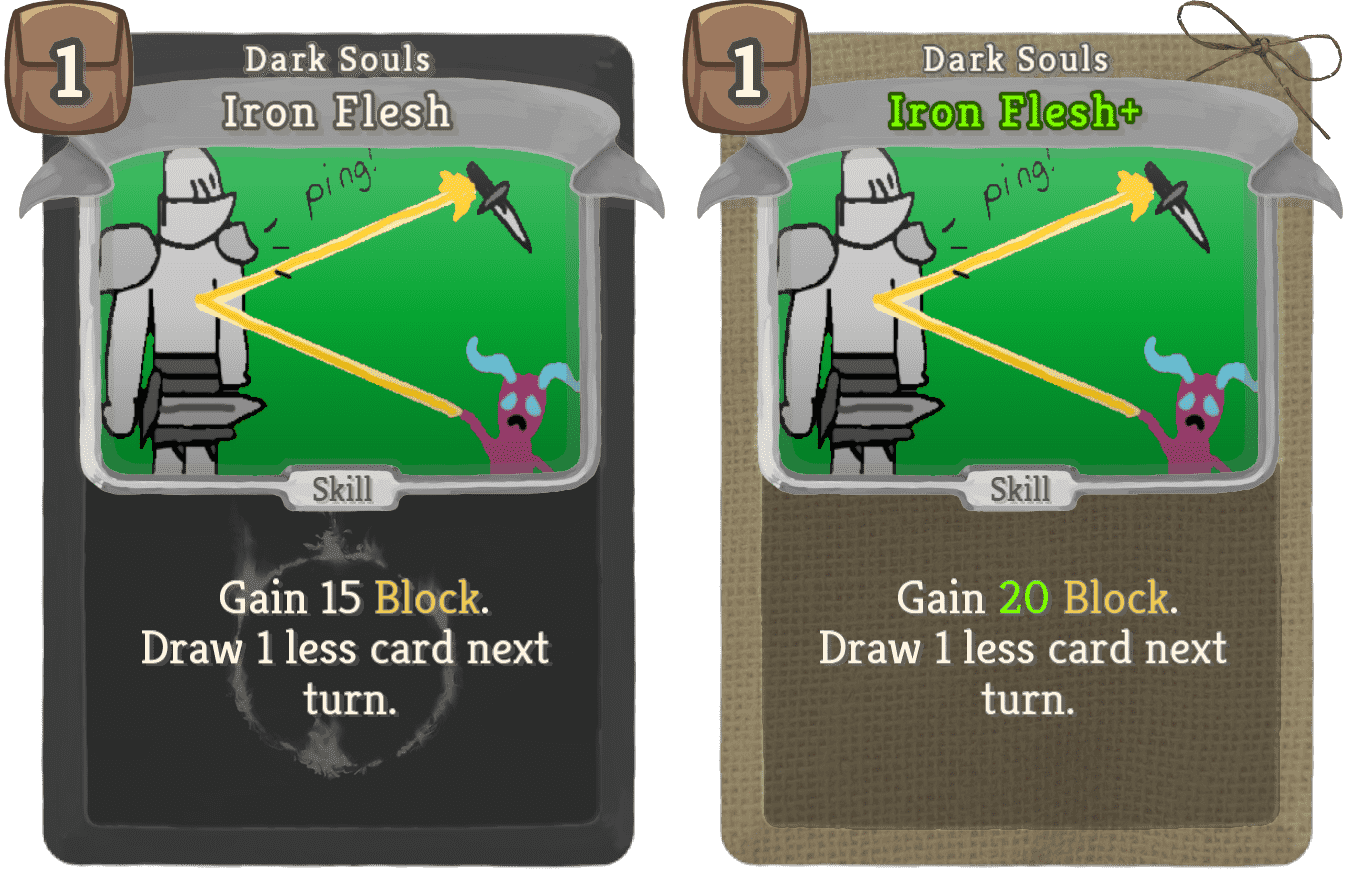 1
Dark Souls
Iron Flesh
ping!
Skill
Gain 15 Block.
Draw 1 less card next
turn.
1
Dark Souls
Iron Flesh+
ping!
Skill
Gain 20 Block.
Draw 1 less card next
turn.